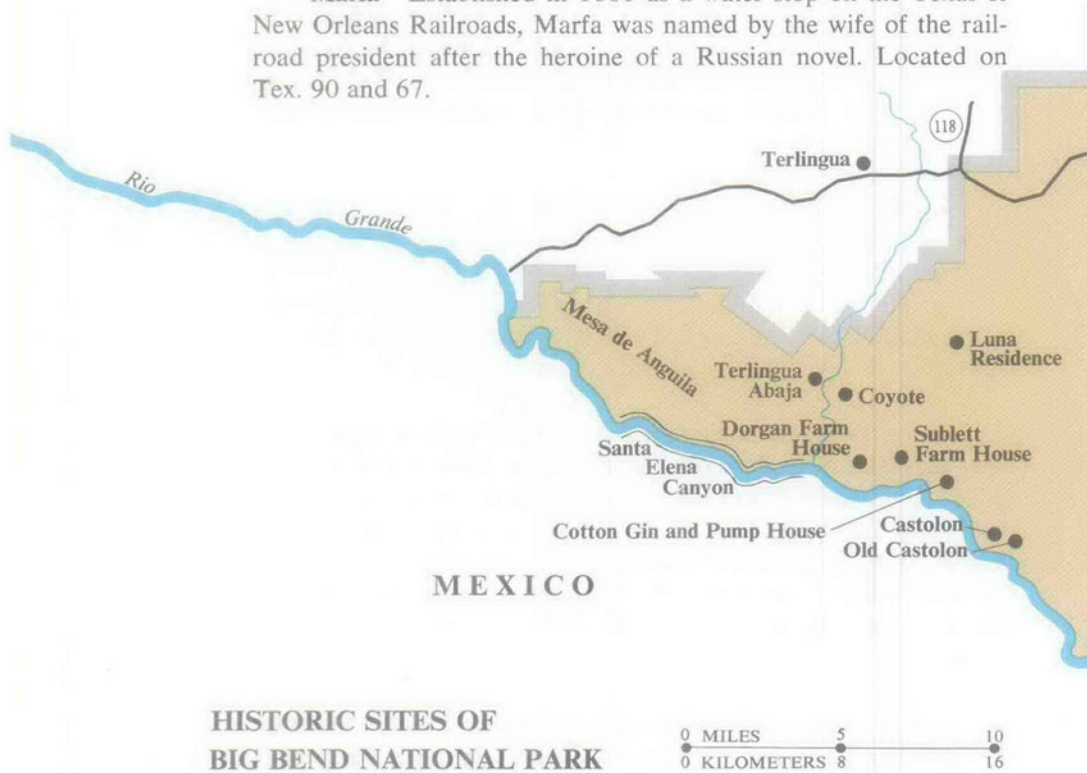 New Orleans Railroads, Marfa was named by the wife of the rail-
road president after the heroine of a Russian novel. Located on
Tex. 90 and 67.
118
Terlingua
Rio
Grande
Mesa de Anguila
Luna
Residence
Terlingua
Abaja
Coyote
Dorgan Farm
House
Sublett
Farm House
Santa
Elena
Canyon
Cotton Gin and Pump House
Castolon
Old Castolon
MEXICO
HISTORIC SITES OF
BIG BEND NATIONAL PARK
0 MILES 5 10
0 KILOMETERS 8 16